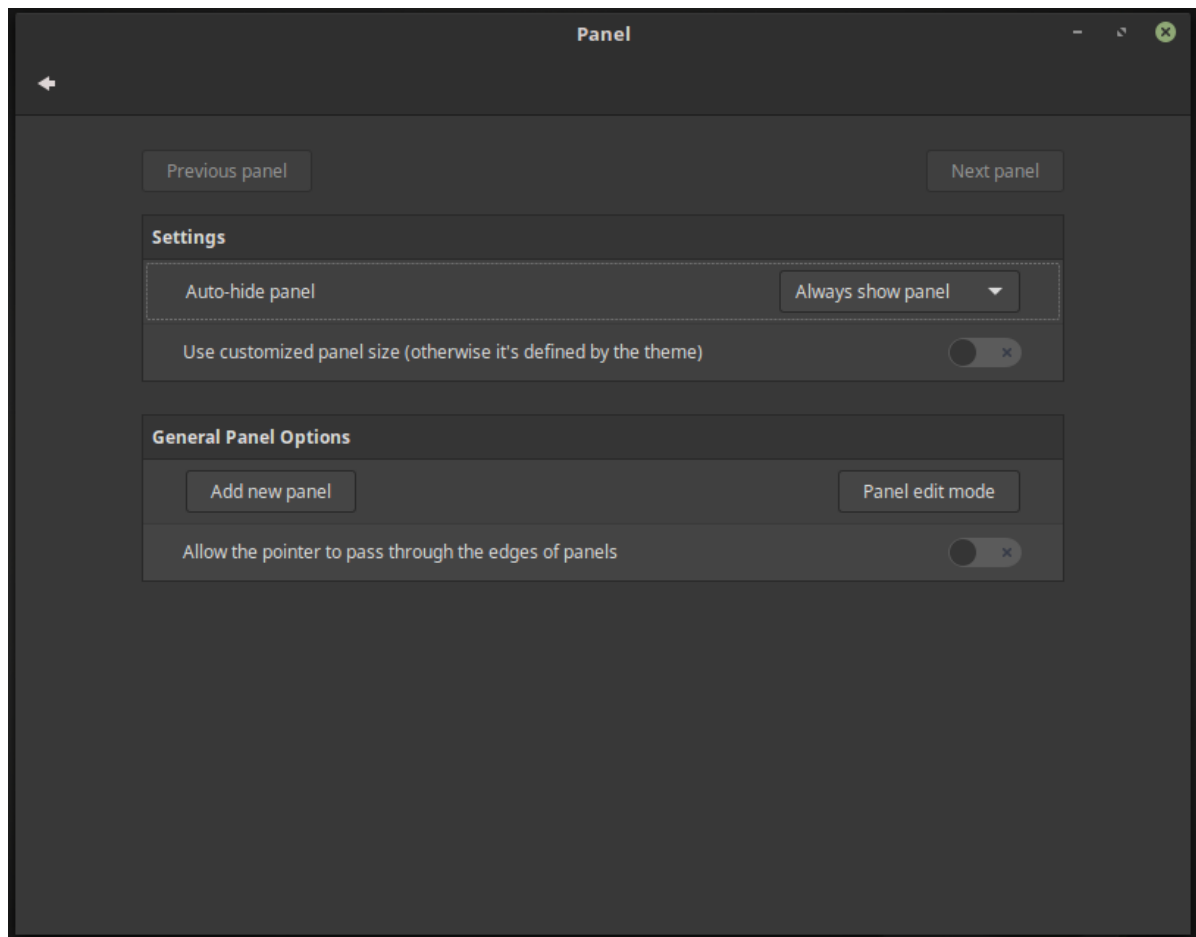 Panel
Previous panel
Next panel
Settings
Auto-hide panel
Always show panel
Use customized panel size (otherwise it's defined by the theme)
General Panel Options
Add new panel
Panel edit mode
Allow the pointer to pass through the edges of panels